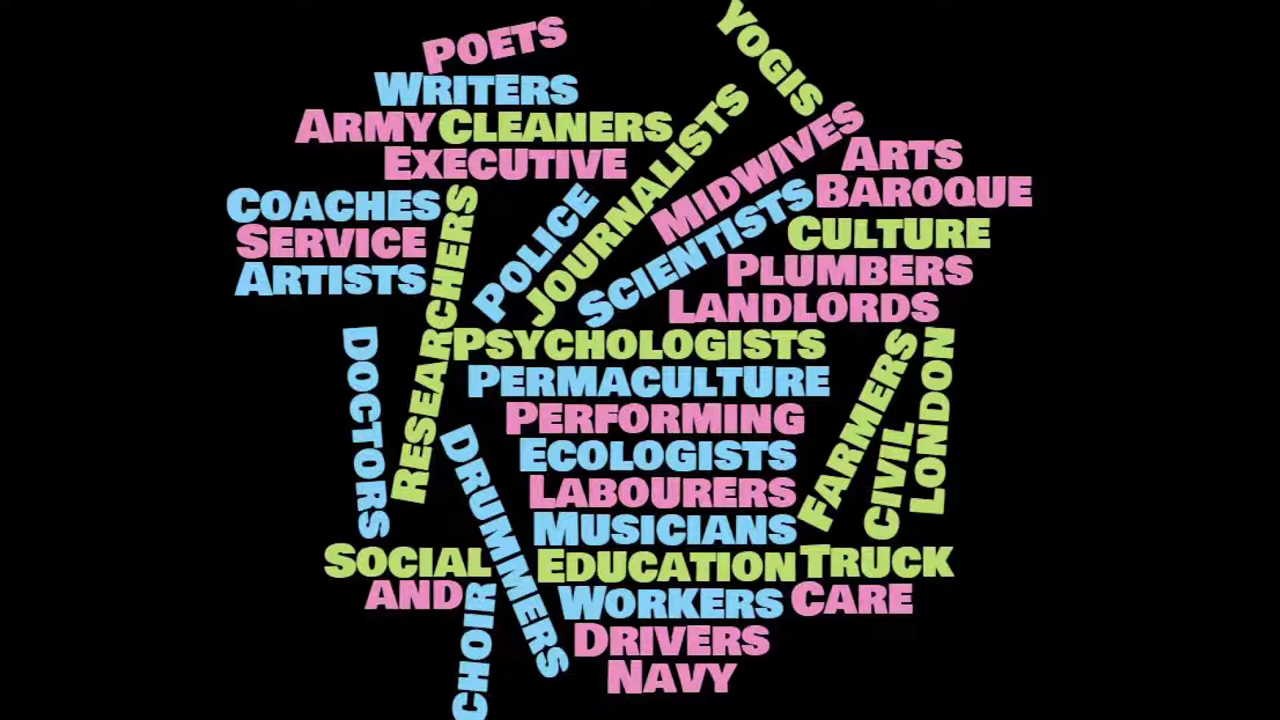 POETS
YOGIS
WRITERS
ARMY
CLEANERS
JOURNALISTS
MIDWIVES
EXECUTIVE
ARTS
COACHES
RESEARCHERS
POLICE
SCIENTISTS
BAROQUE
SERVICE
CULTURE
ARTISTS
PLUMBERS
LANDLORDS
DOCTORS
PSYCHOLOGISTS
FARMERS
LONDON
PERMACULTURE
PERFORMING
DRUMMERS
ECOLOGISTS
CIVIL
LABOURERS
MUSICIANS
SOCIAL
EDUCATION
TRUCK
AND
CHOIR
WORKERS
CARE
DRIVERS
NAVY